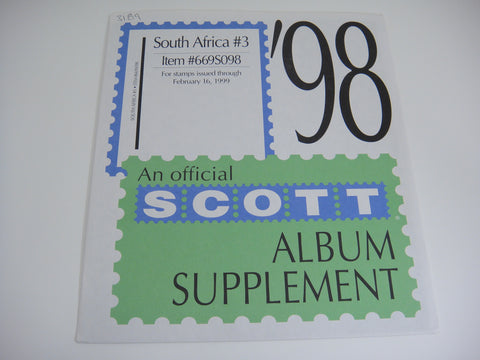 South Africa #3
Item #669S098
For stamps issued through
February 16, 1999
'98
An official
SCOTT
ALBUM
SUPPLEMENT